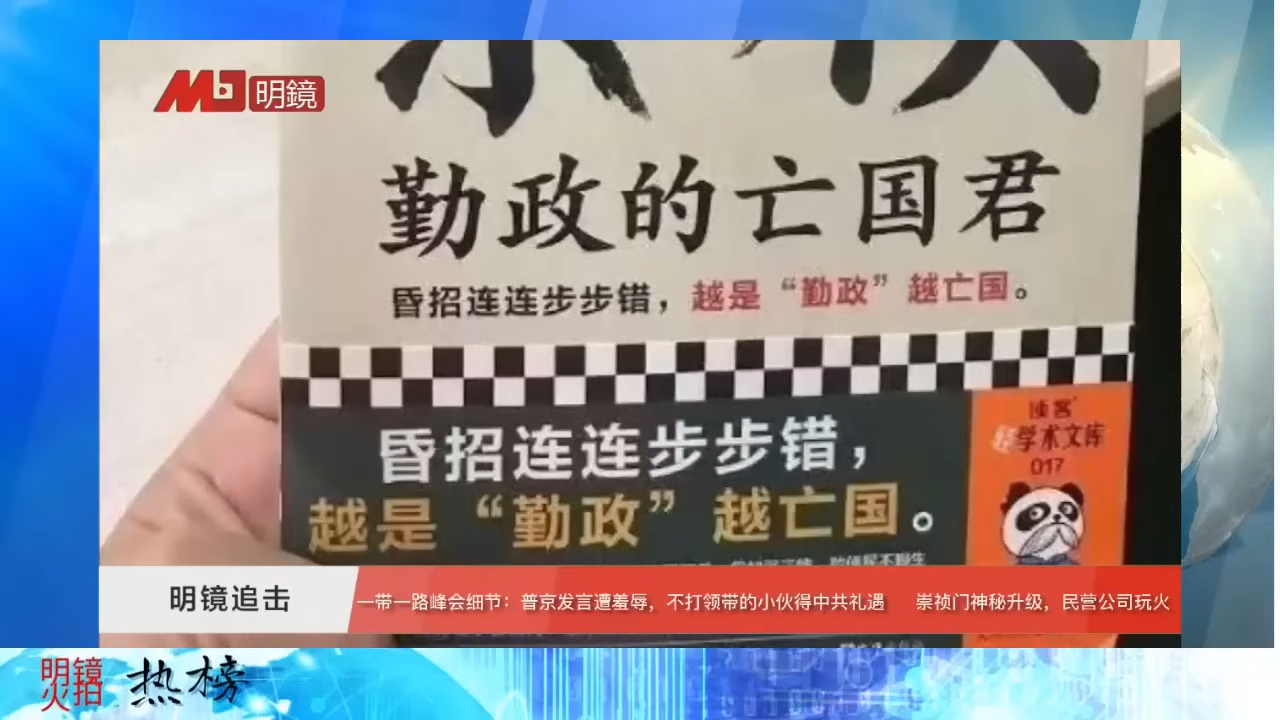 明鏡
勤政的亡国君
昏招连连步步错，越是“勤政”越亡国。
昏招连连步步错，
越是“勤政”越亡国。
读客
学术文库
017
明镜追击
一带一路峰会细节：普京发言遭羞辱，不打领带的小伙得中共礼遇 崇祯门神秘升级，民营公司玩火
明镜
火拍
热榜